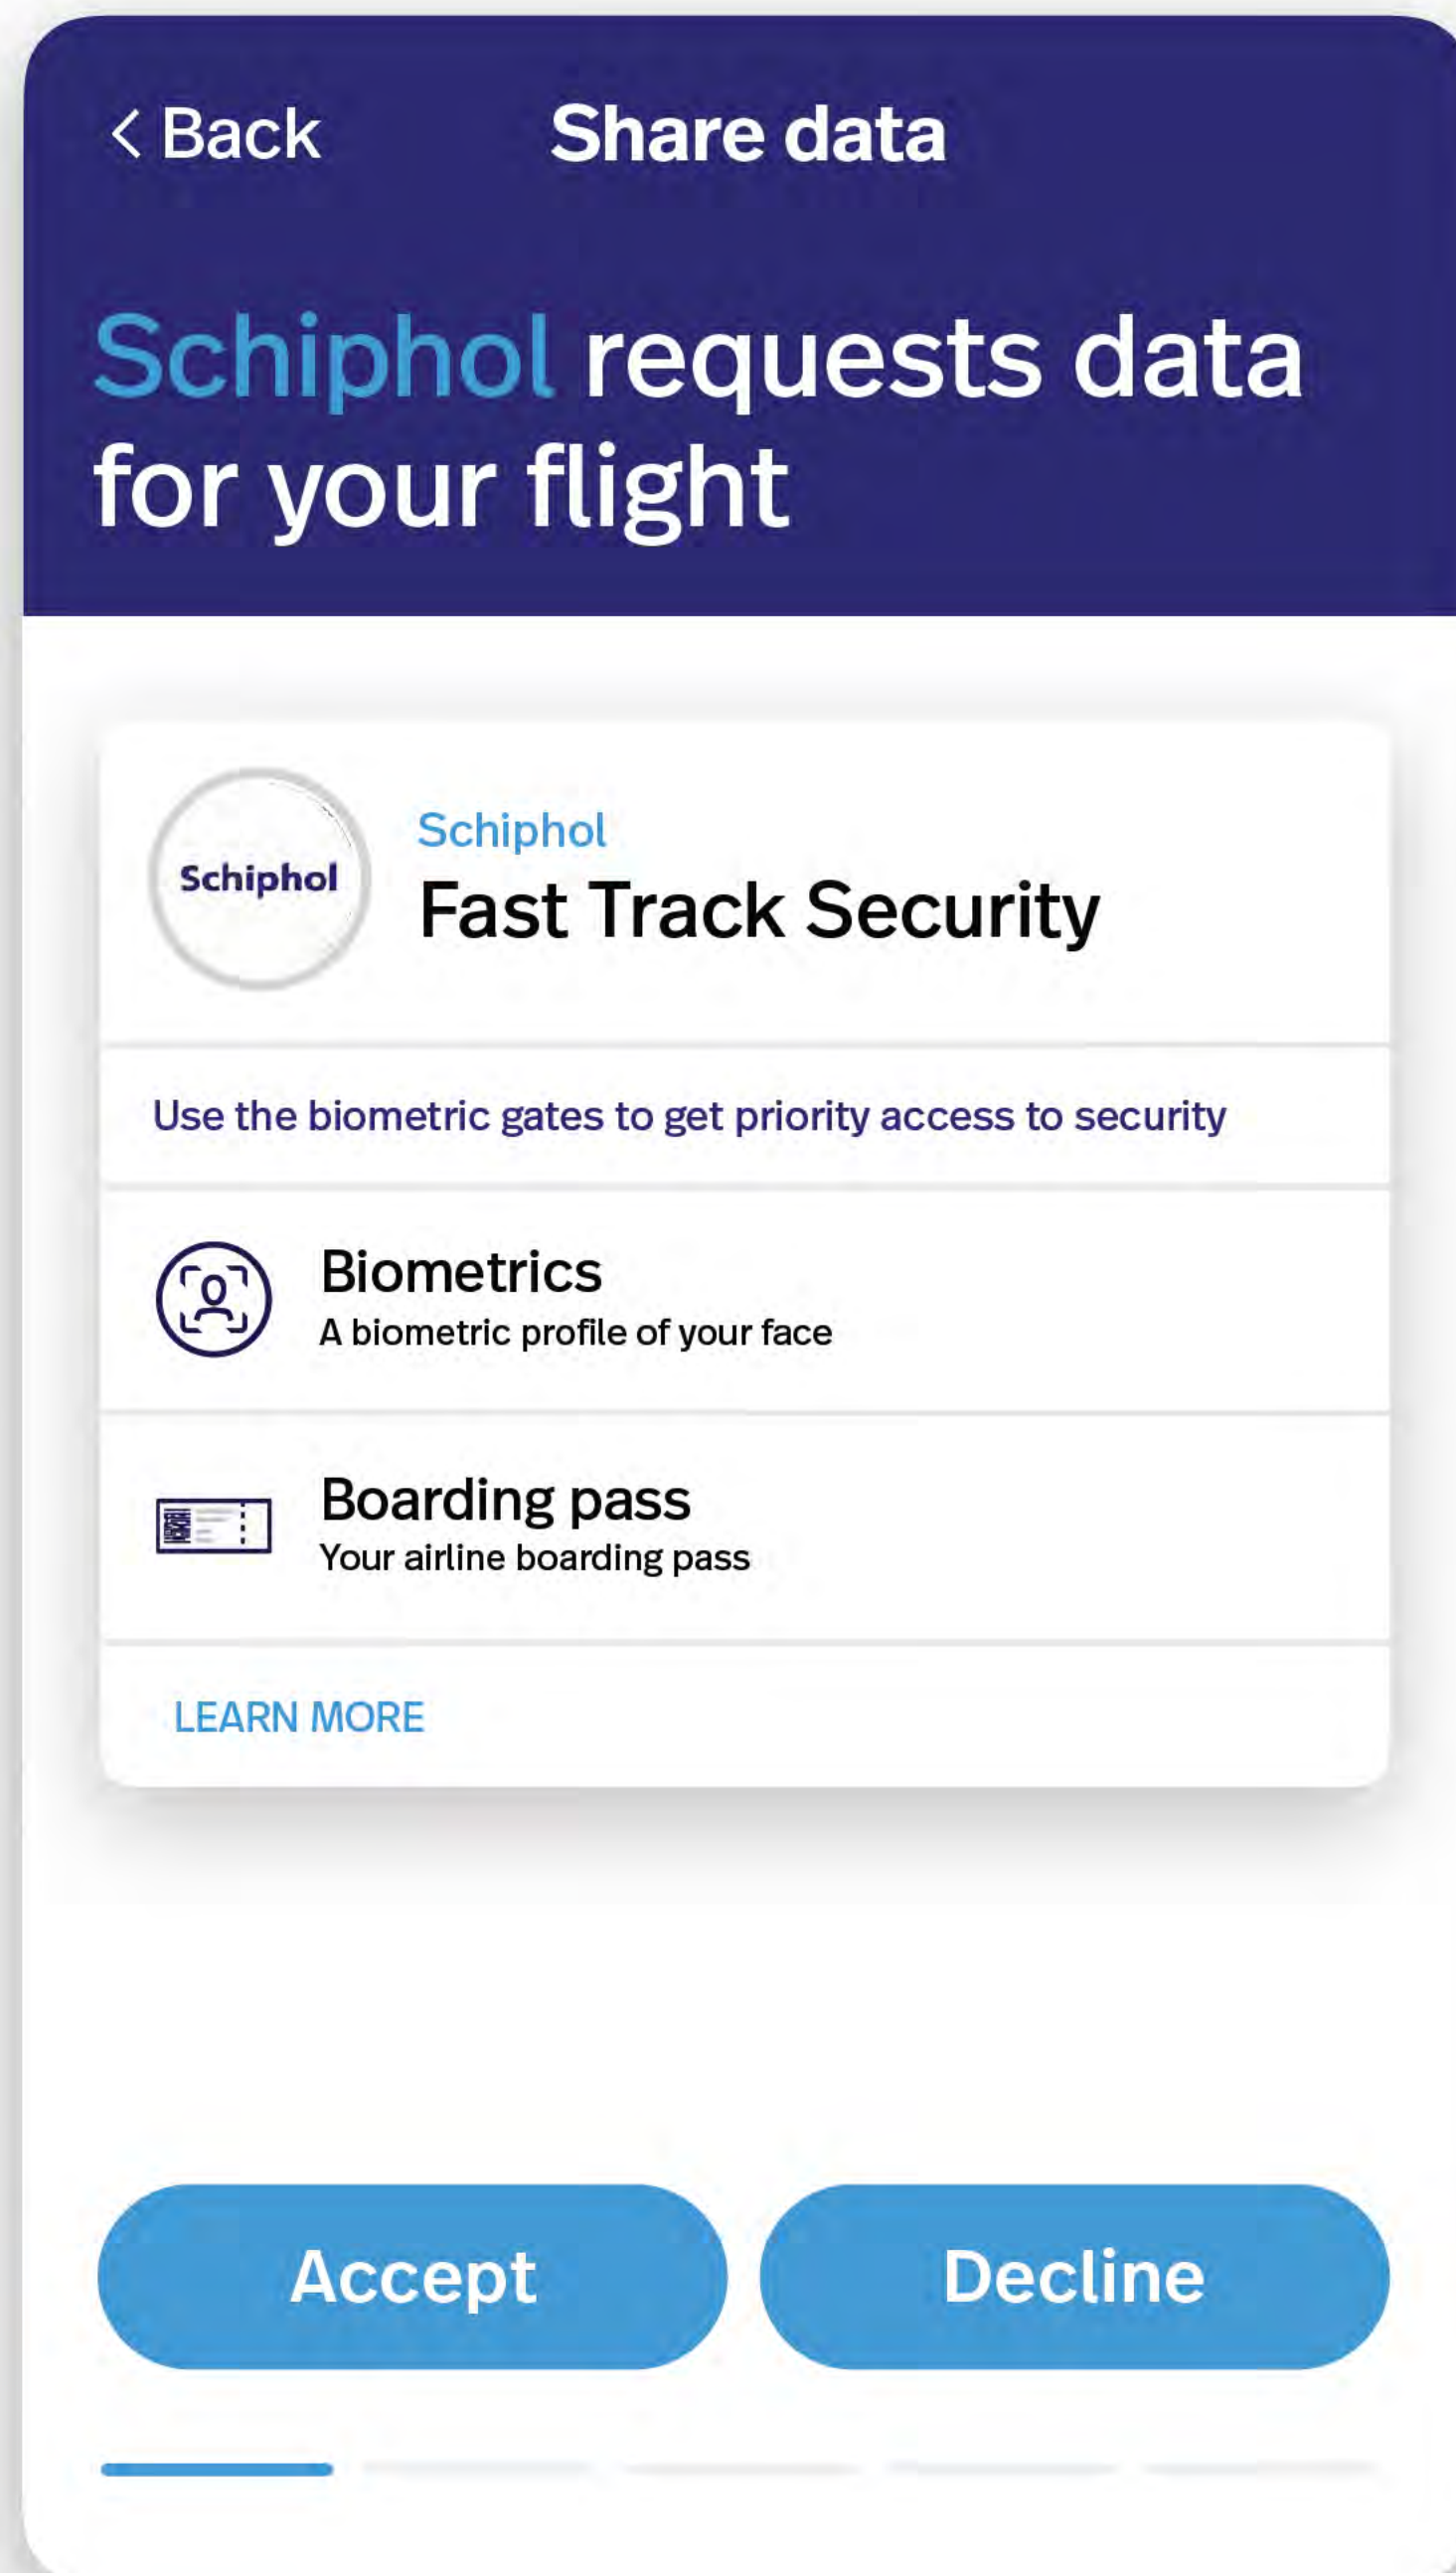 Back
Share data
Schiphol requests data
for your flight
Schiphol
Schiphol
Fast Track Security
Use the biometric gates to get priority access to security
Biometrics
A biometric profile of your face
Boarding pass
Your airline boarding pass
LEARN MORE
Accept
Decline